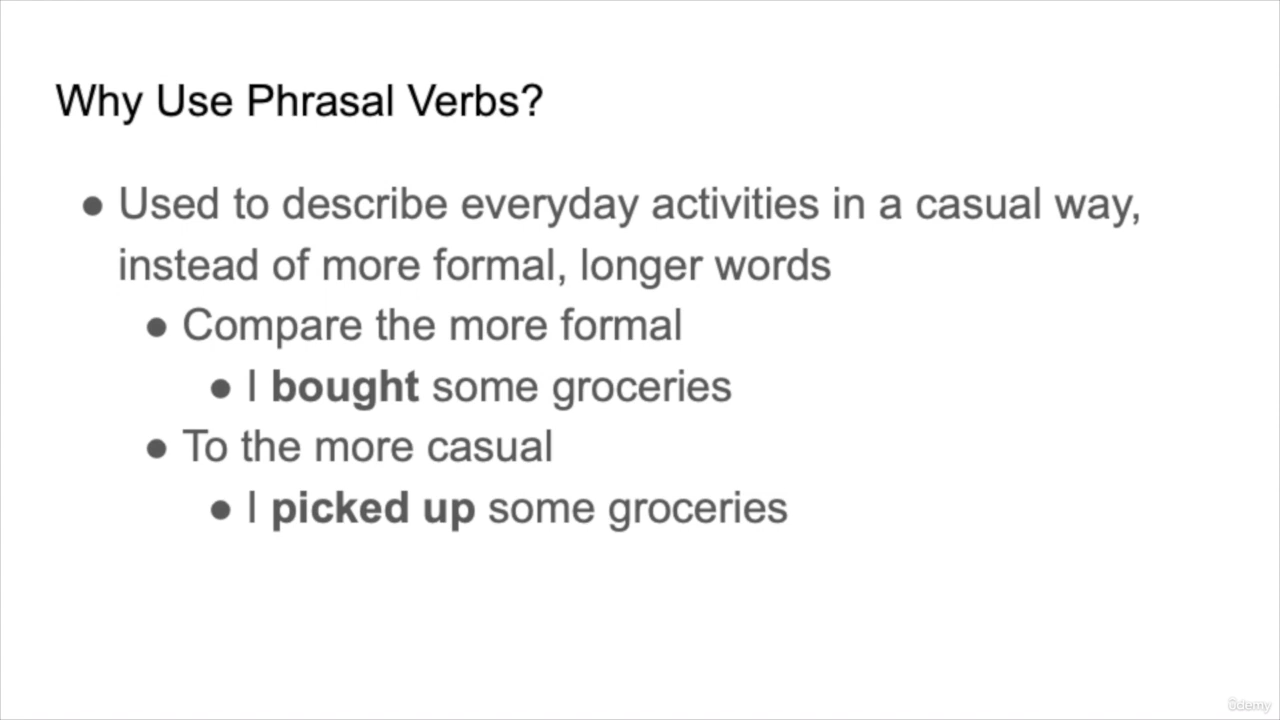 Why Use Phrasal Verbs?
● Used to describe everyday activities in a casual way,
instead of more formal, longer words
● Compare the more formal
● I bought some groceries
● To the more casual
● I picked up some groceries
ûdemy